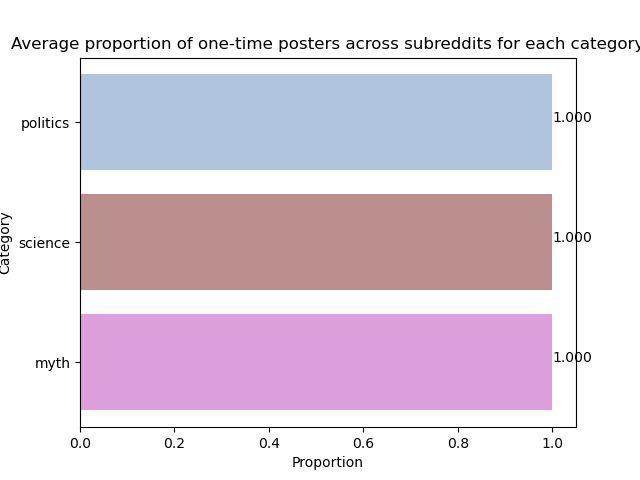 Average proportion of one-time posters across subreddits for each category
politics
1.000
science
1.000
myth
1.000
Category
0.0 0.2 0.4 0.6 0.8 1.0
Proportion